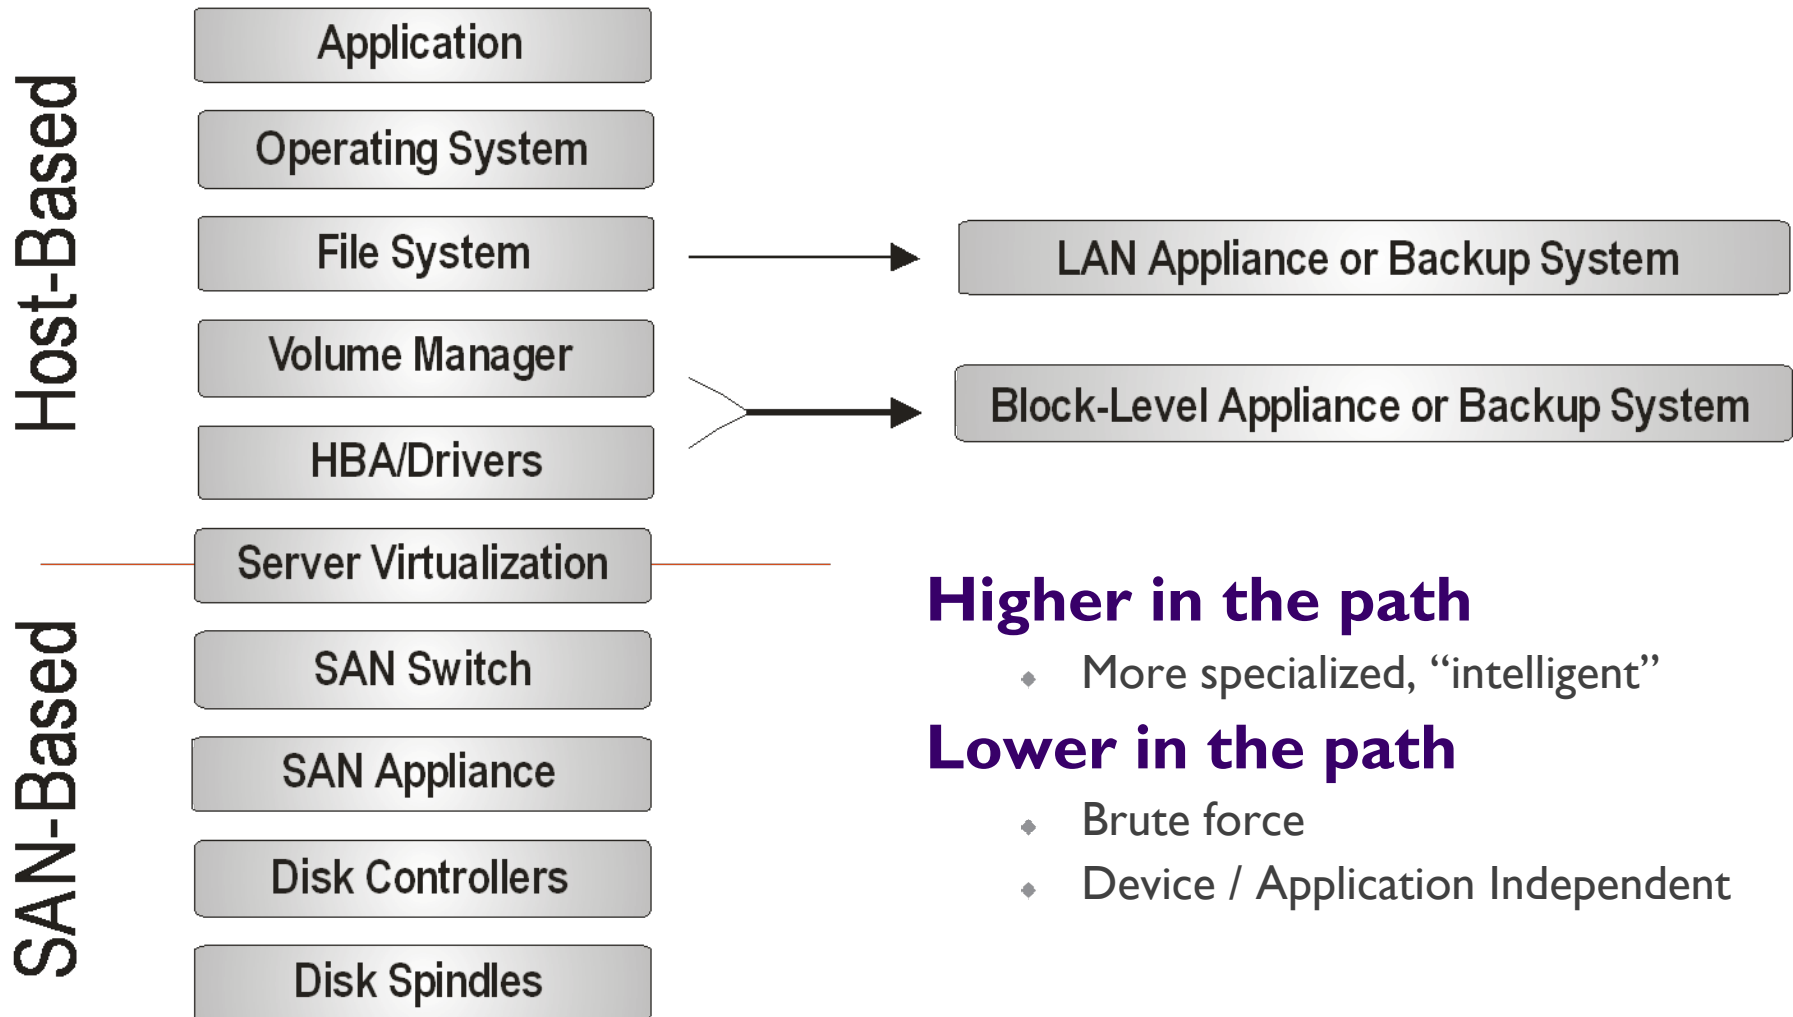 Host-Based
Application
Operating System
File System
Volume Manager
HBA/Drivers
LAN Appliance or Backup System
Block-Level Appliance or Backup System
Server Virtualization
SAN-Based
SAN Switch
SAN Appliance
Disk Controllers
Disk Spindles
Higher in the path
More specialized, “intelligent”
Lower in the path
Brute force
Device / Application Independent